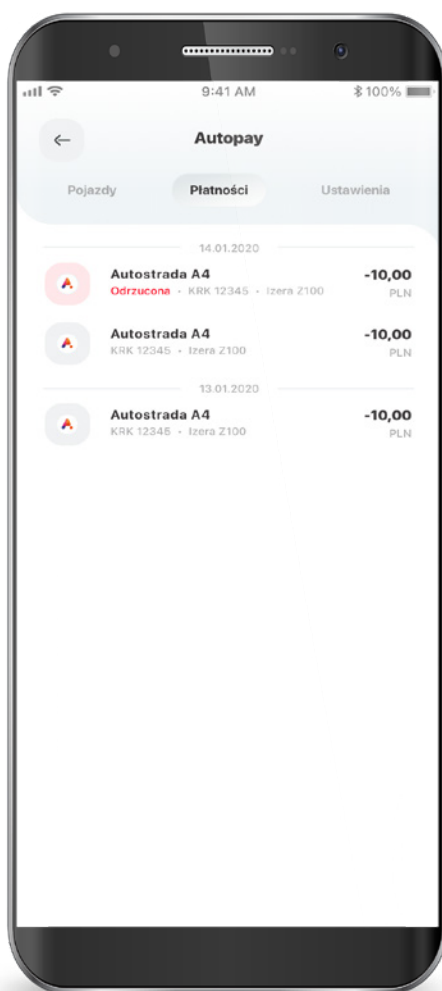 9:41 AM
100%
Autopay
Pojazdy
Płatności
Ustawienia
14.01.2020
Autostrada A4
-10,00
Odrzucona • KRK 12345 • Izera Z100
PLN
Autostrada A4
-10,00
KRK 12345 • Izera Z100
PLN
13.01.2020
Autostrada A4
-10,00
KRK 12345 • Izera Z100
PLN